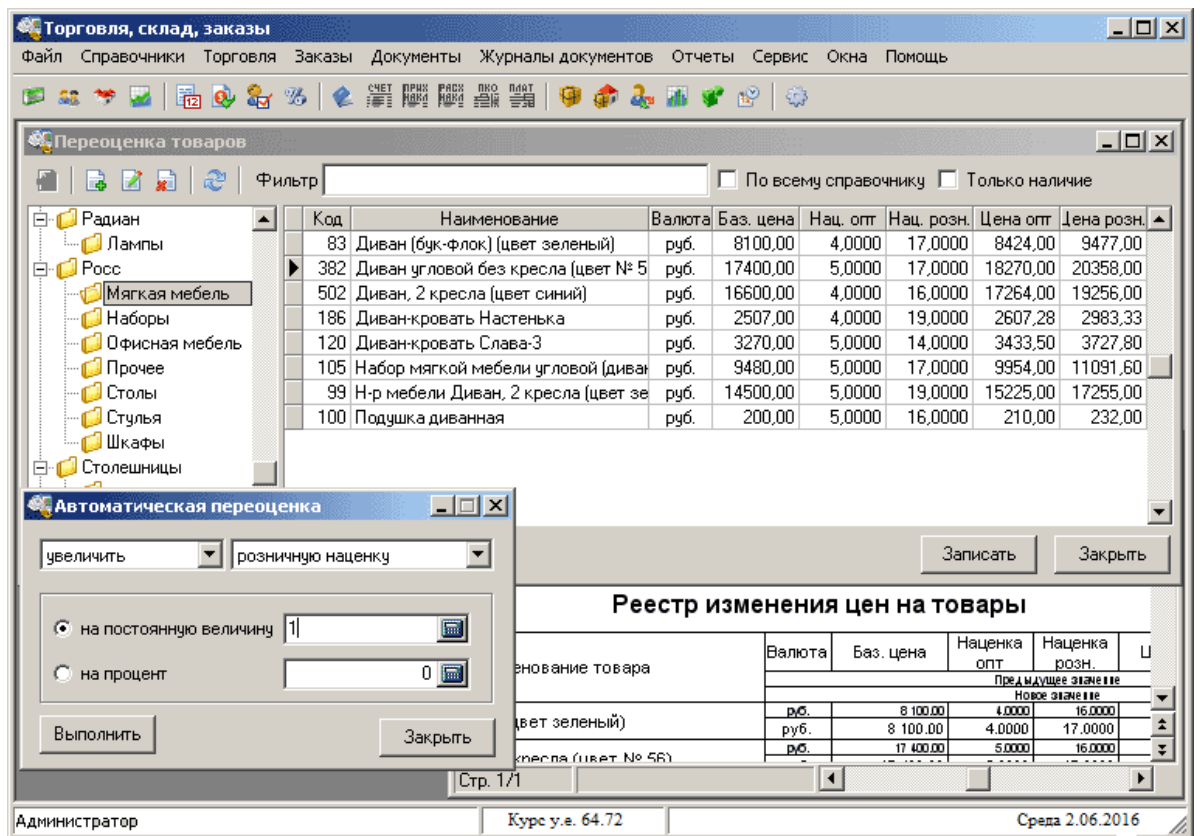 Торговля, склад, заказы
Файл Справочники Торговля Заказы Документы Журналы документов Отчеты Сервис Окна Помощь
12 % СЧЕТ ПРИХ НАКЛ РАСХ НАКЛ ПКО ПЛАТ
Переоценка товаров
Фильтр По всему справочнику Только наличие
Радиан
Лампы
Росс
Мягкая мебель
Наборы
Офисная мебель
Прочее
Столы
Стулья
Шкафы
Столешницы
Код Наименование Валюта Баз. цена Нац. опт Нац. розн. Цена опт Цена розн.
83 Диван (бук-флок) (цвет зеленый) руб. 8100,00 4,0000 17,0000 8424,00 9477,00
382 Диван угловой без кресла (цвет № 5 руб. 17400,00 5,0000 17,0000 18270,00 20358,00
502 Диван, 2 кресла (цвет синий) руб. 16600,00 4,0000 16,0000 17264,00 19256,00
186 Диван-кровать Настенька руб. 2507,00 4,0000 19,0000 2607,28 2983,33
120 Диван-кровать Слава-3 руб. 3270,00 5,0000 14,0000 3433,50 3727,80
105 Набор мягкой мебели угловой (диван руб. 9480,00 5,0000 17,0000 9954,00 11091,60
99 Н-р мебели Диван, 2 кресла (цвет зе руб. 14500,00 5,0000 19,0000 15225,00 17255,00
100 Подушка диванная руб. 200,00 5,0000 16,0000 210,00 232,00
Записать Закрыть
Автоматическая переоценка
увеличить розничную наценку
на постоянную величину 1
на процент 0
Выполнить Закрыть
Реестр изменения цен на товары
енование товара Валюта Баз. цена Наценка опт Наценка розн. Ц
Предыдущее значение
Новое значение
цвет зеленый) руб. 8 100.00 4.0000 16.0000
руб. 8 100.00 4.0000 17.0000
кресла (цвет № 56) руб. 17 400.00 5.0000 16.0000
Стр. 1/1
Администратор Курс у.е. 64.72 Среда 2.06.2016